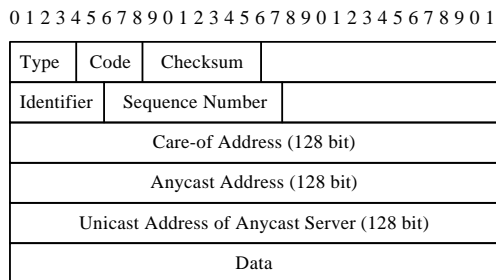 0 1 2 3 4 5 6 7 8 9 0 1 2 3 4 5 6 7 8 9 0 1 2 3 4 5 6 7 8 9 0 1
Type Code Checksum
Identifier Sequence Number
Care-of Address (128 bit)
Anycast Address (128 bit)
Unicast Address of Anycast Server (128 bit)
Data